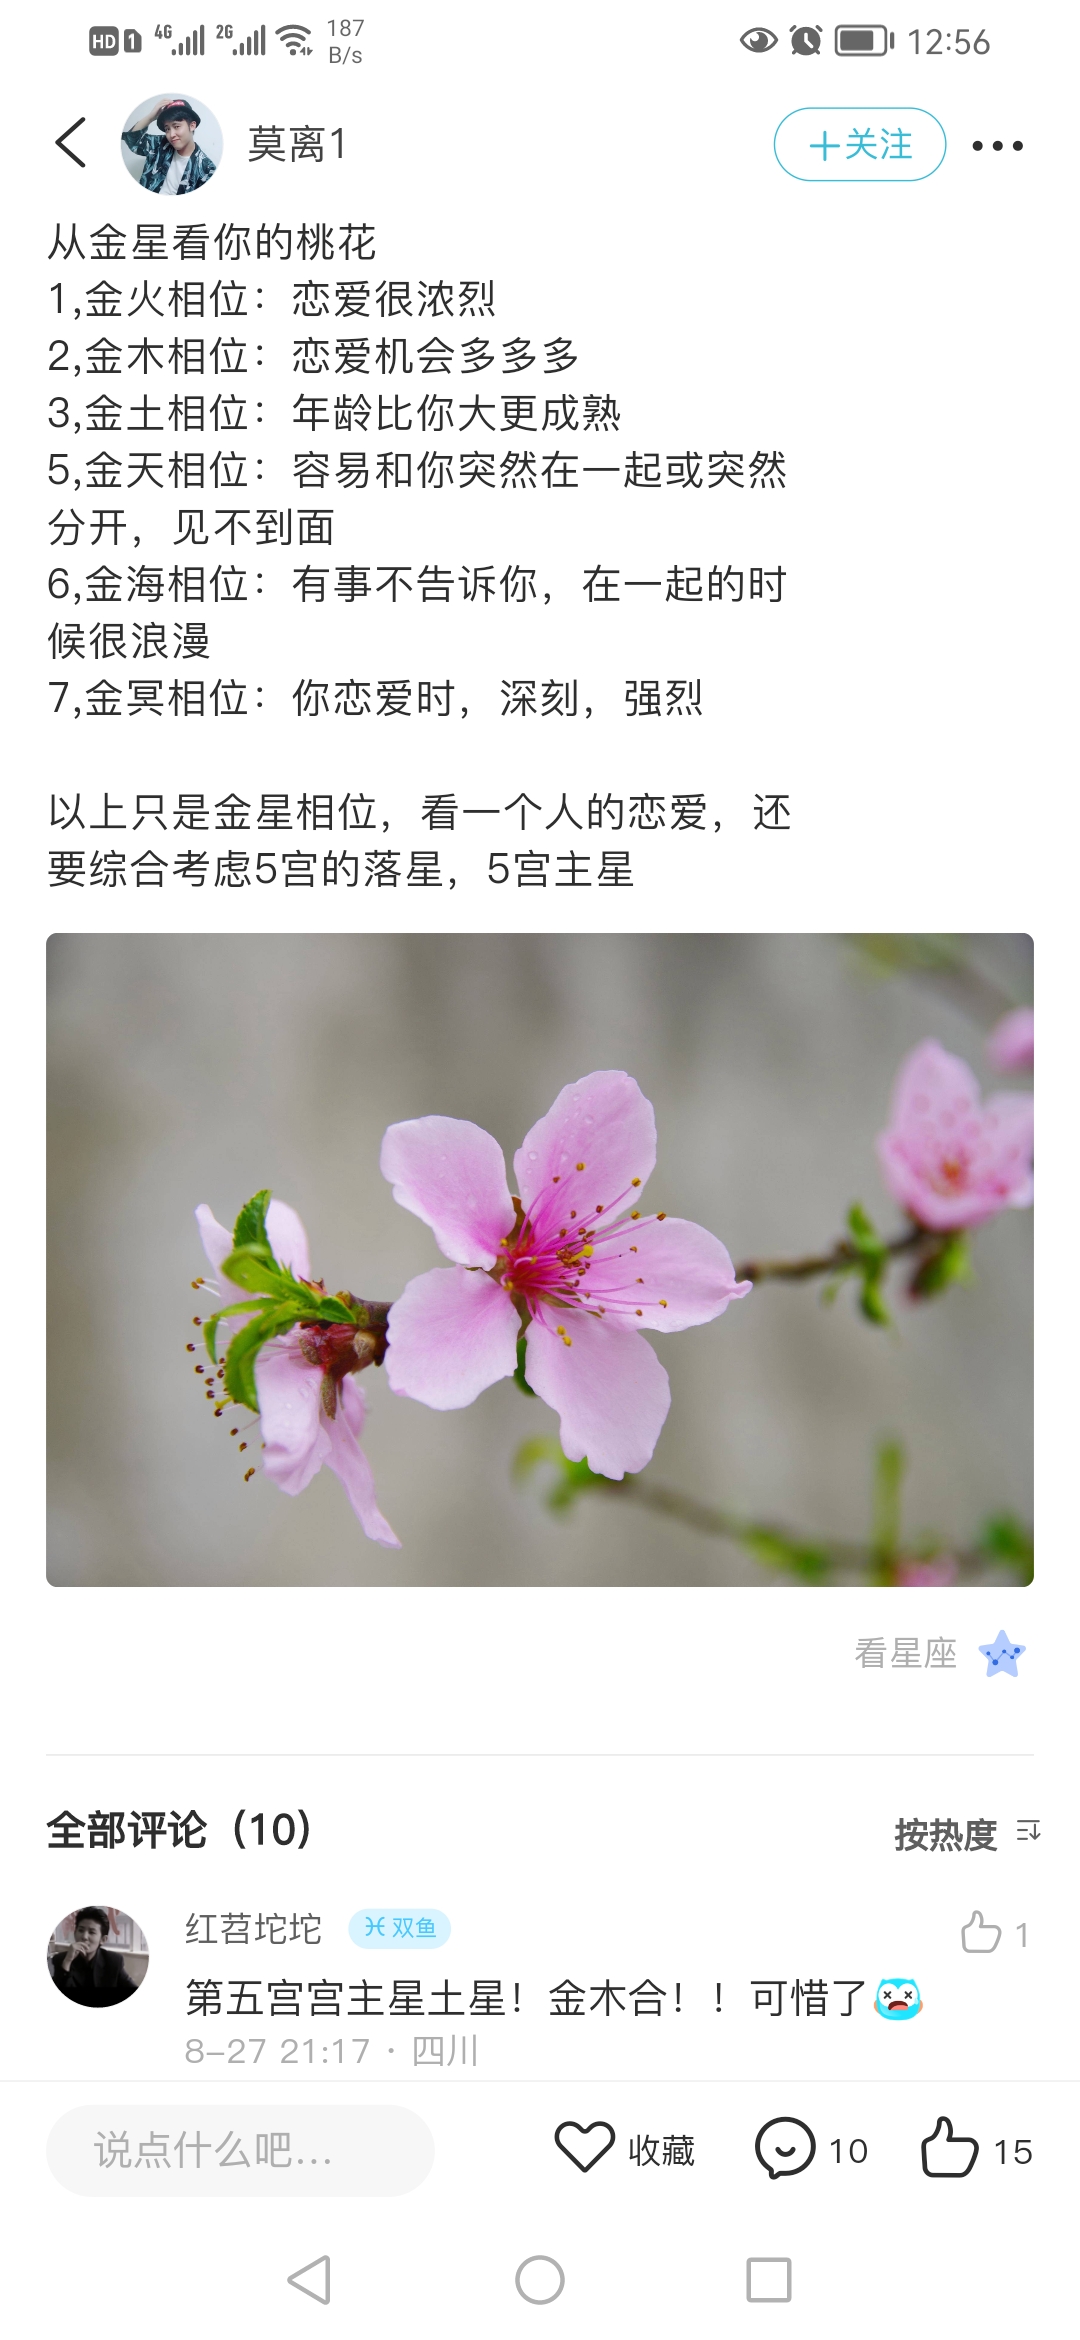 HD 1 4G 2G 187 B/s 12:56
莫离1 +关注
从金星看你的桃花
1,金火相位：恋爱很浓烈
2,金木相位：恋爱机会多多多
3,金土相位：年龄比你大更成熟
5,金天相位：容易和你突然在一起或突然
分开，见不到面
6,金海相位：有事不告诉你，在一起的时
候很浪漫
7,金冥相位：你恋爱时，深刻，强烈
以上只是金星相位，看一个人的恋爱，还
要综合考虑5宫的落星，5宫主星
看星座
全部评论（10） 按热度
红苕坨坨 双鱼 1
第五宫宫主星土星！金木合！！可惜了
8-27 21:17 · 四川
说点什么吧... 收藏 10 15